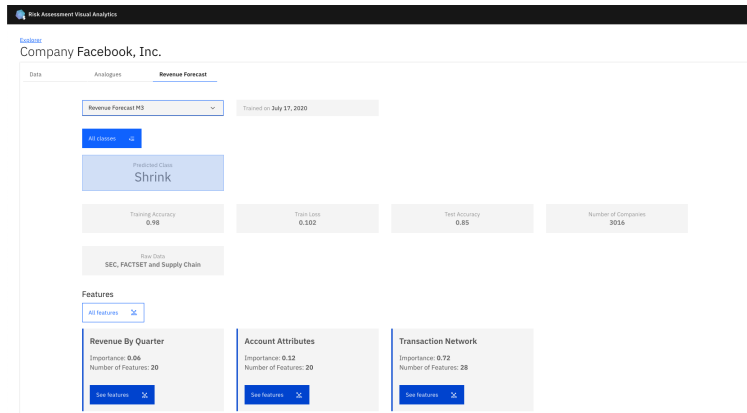 Risk Assessment Visual Analytics
Explorer
Company Facebook, Inc.
Data Analogues Revenue Forecast
Revenue Forecast M3 Trained on July 17, 2020
All classes
Predicted Class
Shrink
Training Accuracy Train Loss Test Accuracy Number of Companies
0.98 0.102 0.85 3016
Raw Data
SEC, FACTSET and Supply Chain
Features
All features
Revenue By Quarter Account Attributes Transaction Network
Importance: 0.06 Importance: 0.12 Importance: 0.72
Number of Features: 20 Number of Features: 20 Number of Features: 28
See features See features See features